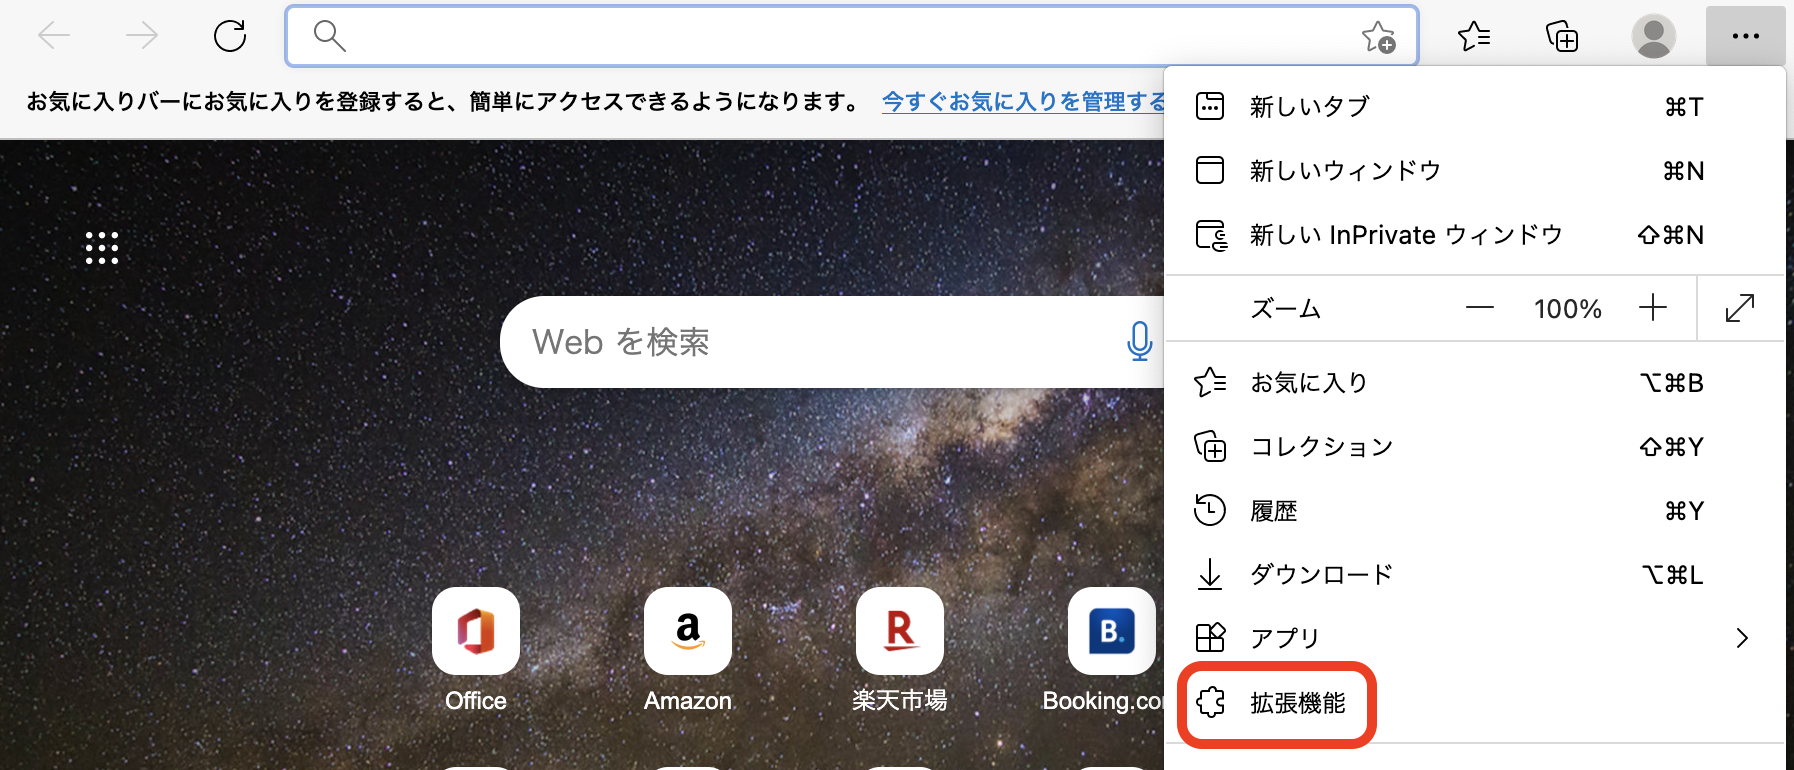 お気に入りバーにお気に入りを登録すると、簡単にアクセスできるようになります。 今すぐお気に入りを管理する
新しいタブ ⌘T
新しいウィンドウ ⌘N
新しい InPrivate ウィンドウ ⇧⌘N
ズーム — 100% +
Web を検索
お気に入り ⌥⌘B
コレクション ⇧⌘Y
履歴 ⌘Y
ダウンロード ⌥⌘L
アプリ
拡張機能
a
R
B.
Office
Amazon
楽天市場
Booking.co